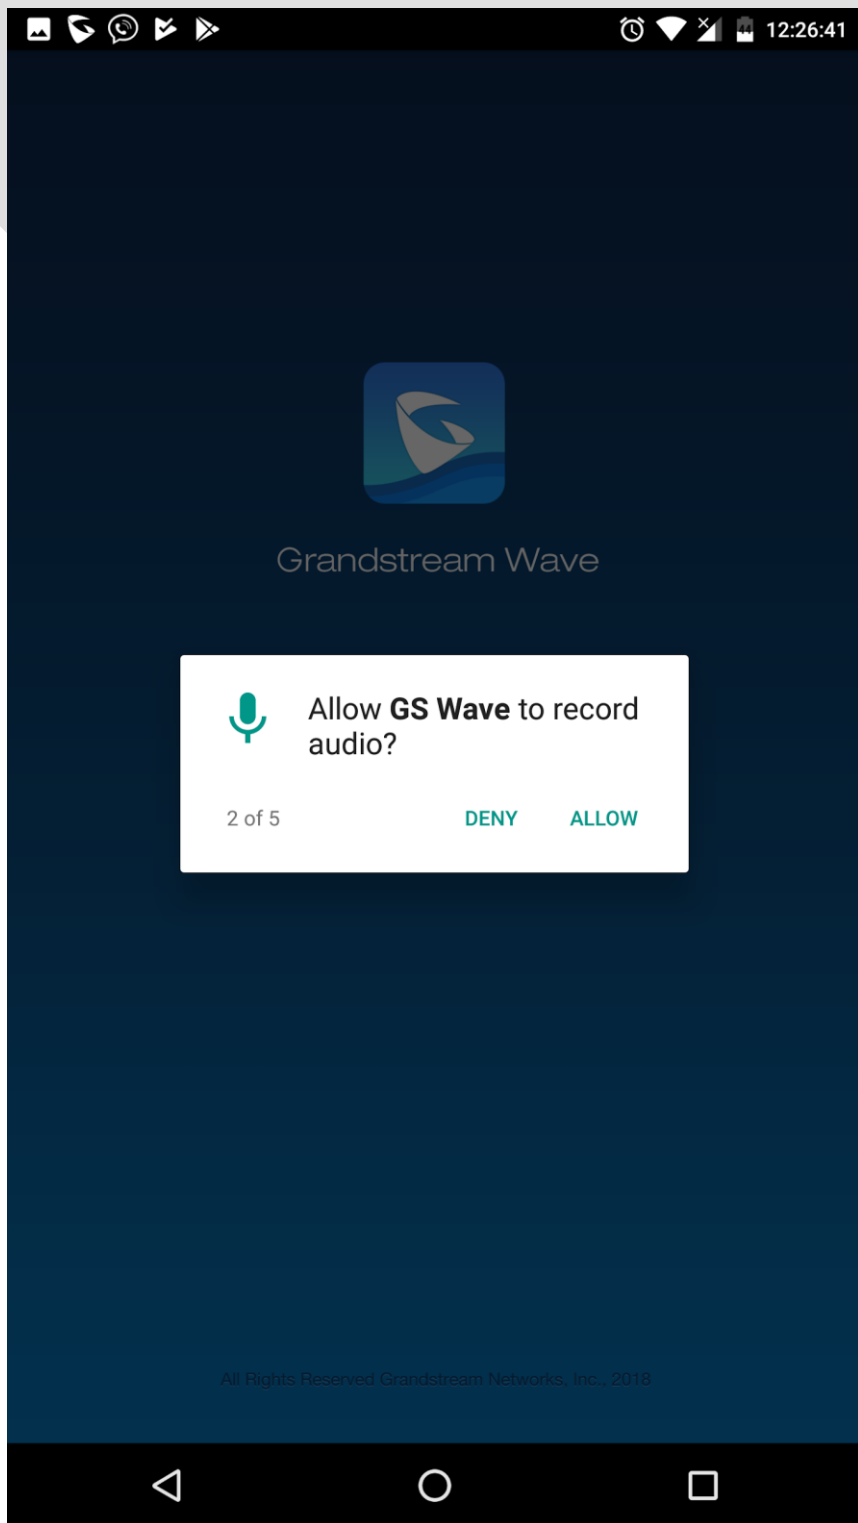 44 12:26:41
Grandstream Wave
Allow GS Wave to record
audio?
2 of 5 DENY ALLOW
All Rights Reserved Grandstream Networks, Inc., 2018